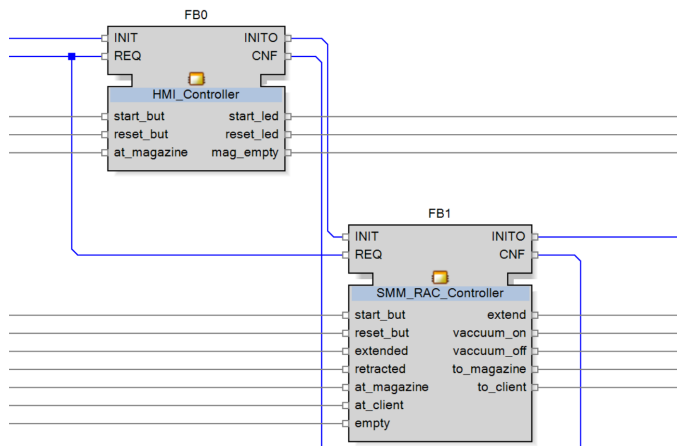 FB0
INIT INITO
REQ CNF
HMI_Controller
start_but start_led
reset_but reset_led
at_magazine mag_empty
FB1
INIT INITO
REQ CNF
SMM_RAC_Controller
start_but extend
reset_but vaccuum_on
extended vaccuum_off
retracted to_magazine
at_magazine to_client
at_client
empty